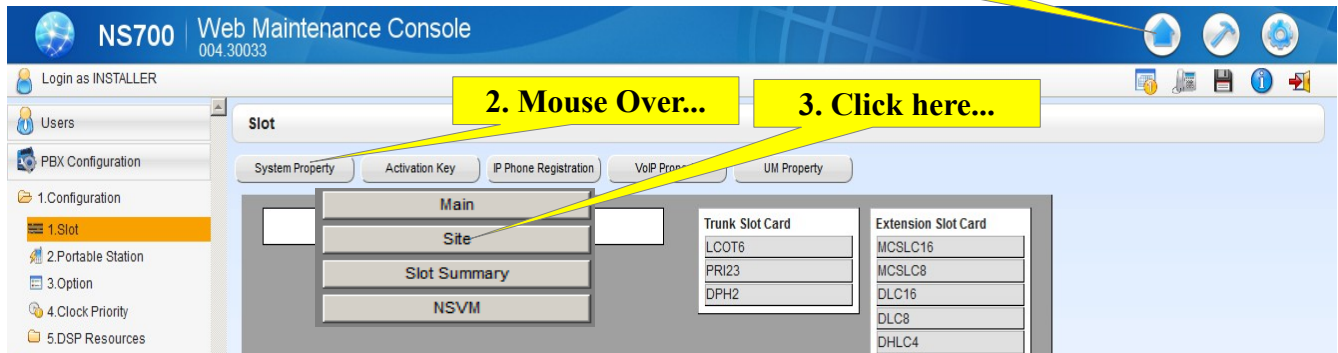 NS700
Web Maintenance Console
004.30033
Login as INSTALLER
2. Mouse Over...
3. Click here...
Users
Slot
PBX Configuration
System Property
Activation Key
IP Phone Registration
VoIP
UM Property
1.Configuration
1.Slot
2.Portable Station
3.Option
4.Clock Priority
5.DSP Resources
Main
Site
Slot Summary
NSVM
Trunk Slot Card
LCOT6
PRI23
DPH2
Extension Slot Card
MCSLC16
MCSLC8
DLC16
DLC8
DHLC4